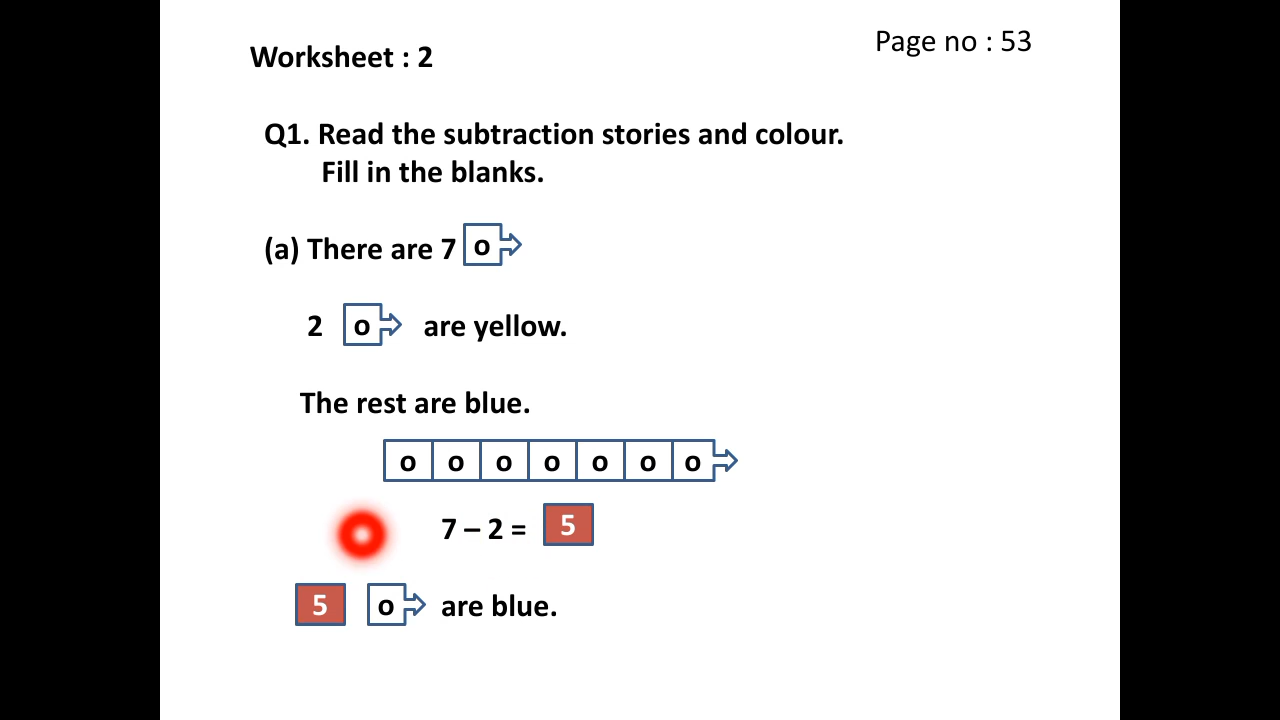 Page no : 53
Worksheet : 2
Q1. Read the subtraction stories and colour.
Fill in the blanks.
(a) There are 7 o
2 o are yellow.
The rest are blue.
o o o o o o o
7 – 2 = 5
5 o are blue.